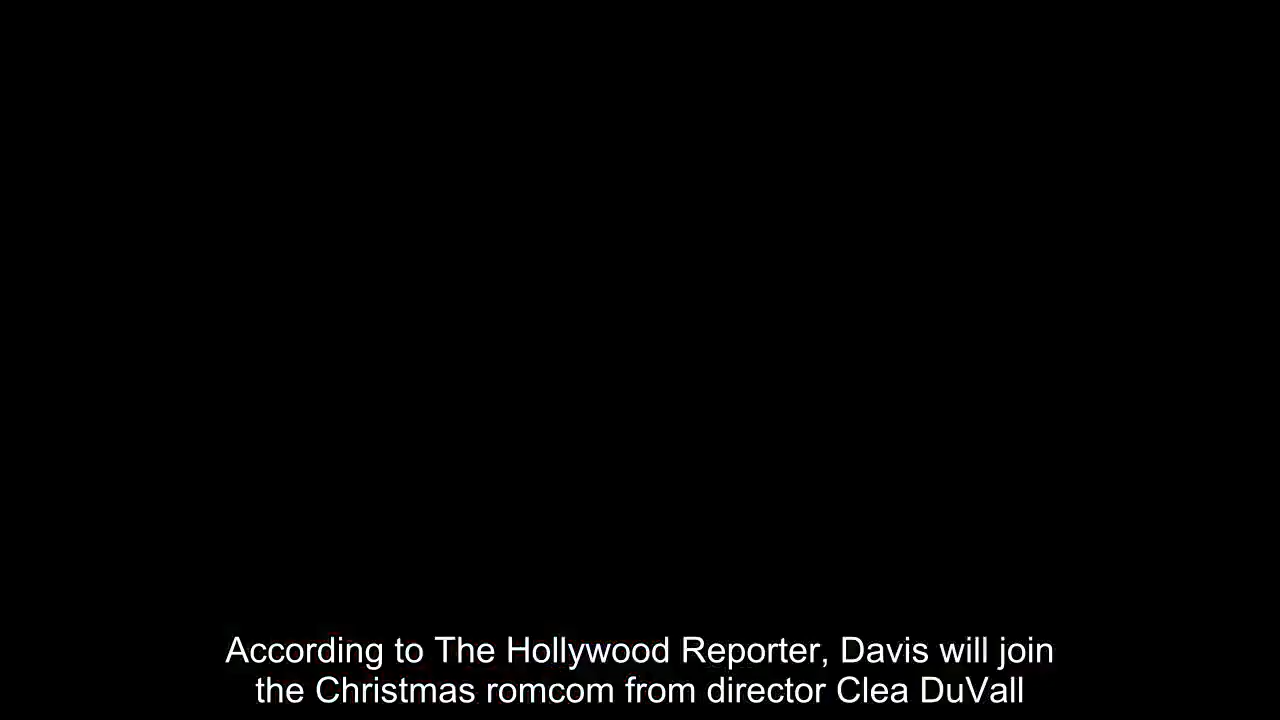 According to The Hollywood Reporter, Davis will join
the Christmas romcom from director Clea DuVall